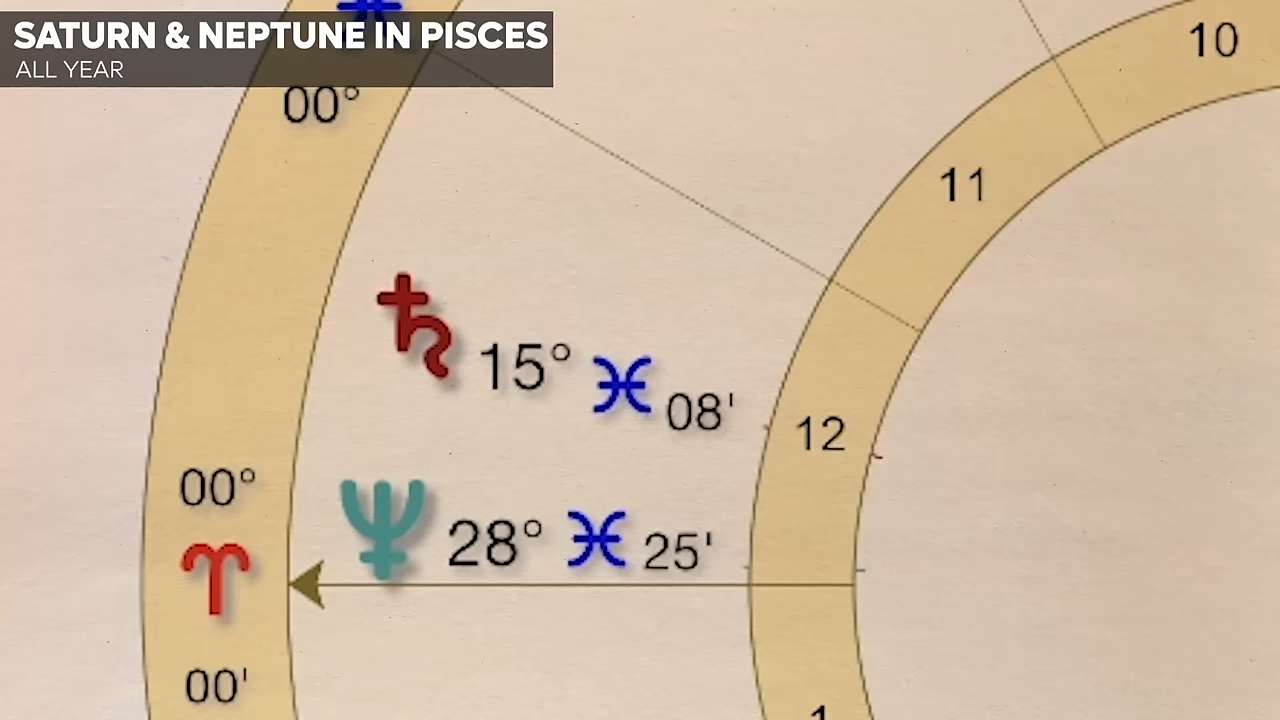 SATURN & NEPTUNE IN PISCES
ALL YEAR
00°
10
11
♄ 15° ♓ 08'
12
00°
♆ 28° ♓ 25'
♈
00'
1